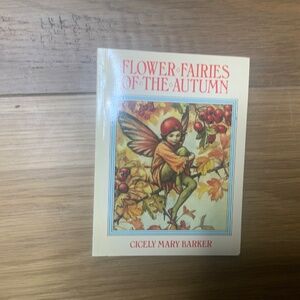 FLOWER FAIRIES
OF THE AUTUMN
CICELY MARY BARKER